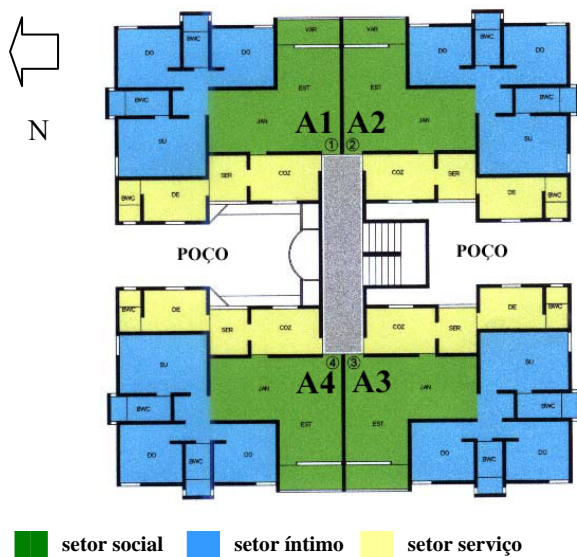 N
DO BWC DO VAR VAR DO BWC DO
BWC EST EST BWC
SU JAN A1 A2 JAN SU
① ②
BWC DE SER COZ COZ SER DE BWC
POÇO POÇO
BWC DE SER COZ COZ SER DE BWC
④ ③
SU JAN A4 A3 JAN SU
BWC EST EST BWC
DO BWC DO DO BWC DO
setor social setor íntimo setor serviço